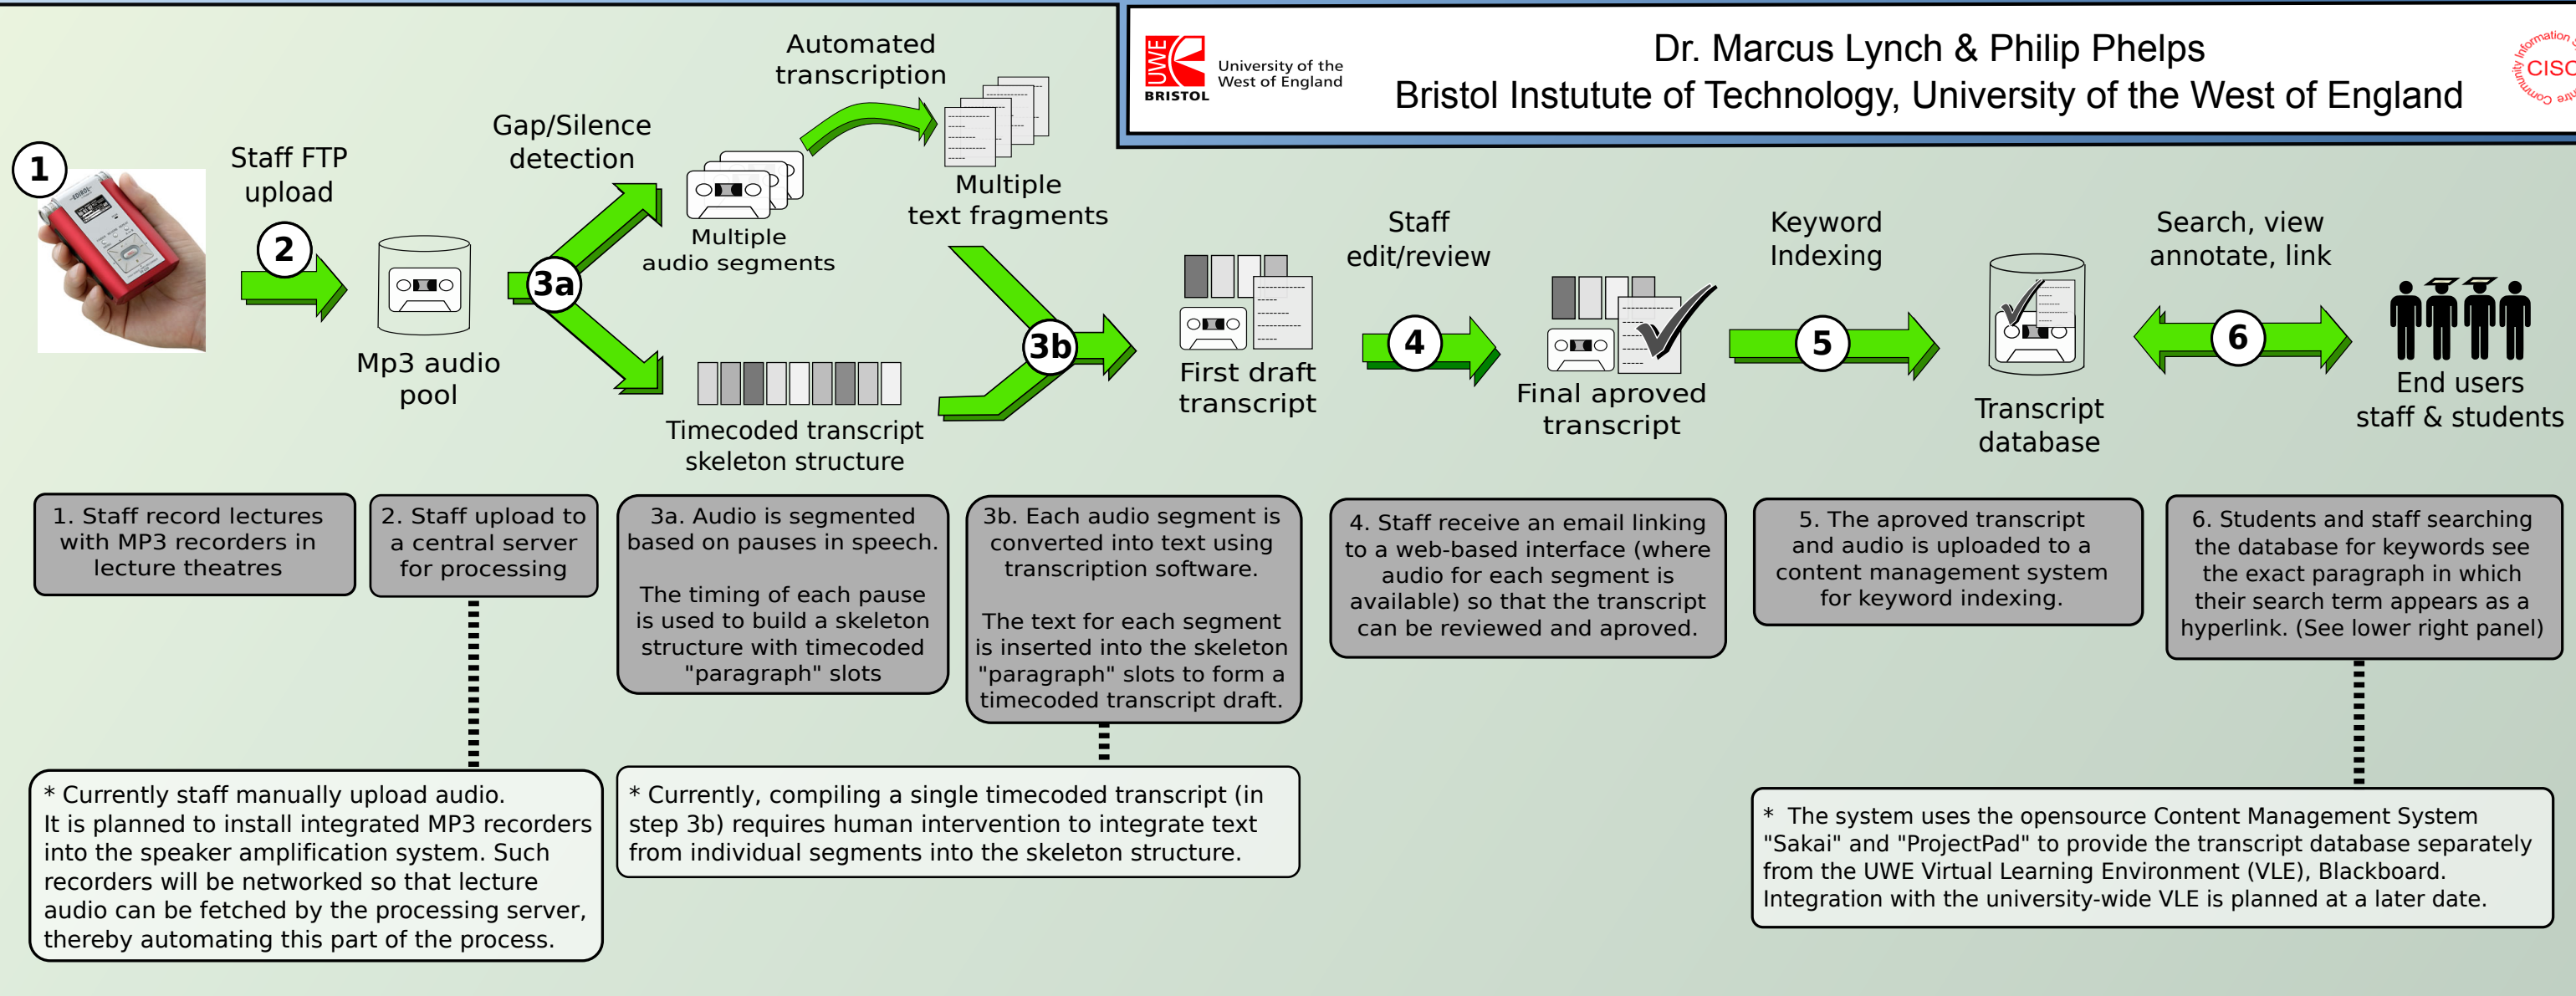 UWE
BRISTOL
University of the
West of England
Dr. Marcus Lynch & Philip Phelps
Bristol Instutute of Technology, University of the West of England
CISC
Community Information
1
EDIROL
Staff FTP
upload
2
Mp3 audio
pool
Gap/Silence
detection
3a
Automated
transcription
Multiple
audio segments
Multiple
text fragments
Timecoded transcript
skeleton structure
3b
First draft
transcript
Staff
edit/review
4
Final aproved
transcript
Keyword
Indexing
5
Transcript
database
Search, view
annotate, link
6
End users
staff & students
1. Staff record lectures
with MP3 recorders in
lecture theatres
2. Staff upload to
a central server
for processing
3a. Audio is segmented
based on pauses in speech.
The timing of each pause
is used to build a skeleton
structure with timecoded
"paragraph" slots
3b. Each audio segment is
converted into text using
transcription software.
The text for each segment
is inserted into the skeleton
"paragraph" slots to form a
timecoded transcript draft.
4. Staff receive an email linking
to a web-based interface (where
audio for each segment is
available) so that the transcript
can be reviewed and aproved.
5. The aproved transcript
and audio is uploaded to a
content management system
for keyword indexing.
6. Students and staff searching
the database for keywords see
the exact paragraph in which
their search term appears as a
hyperlink. (See lower right panel)
* Currently staff manually upload audio.
It is planned to install integrated MP3 recorders
into the speaker amplification system. Such
recorders will be networked so that lecture
audio can be fetched by the processing server,
thereby automating this part of the process.
* Currently, compiling a single timecoded transcript (in
step 3b) requires human intervention to integrate text
from individual segments into the skeleton structure.
* The system uses the opensource Content Management System
"Sakai" and "ProjectPad" to provide the transcript database separately
from the UWE Virtual Learning Environment (VLE), Blackboard.
Integration with the university-wide VLE is planned at a later date.